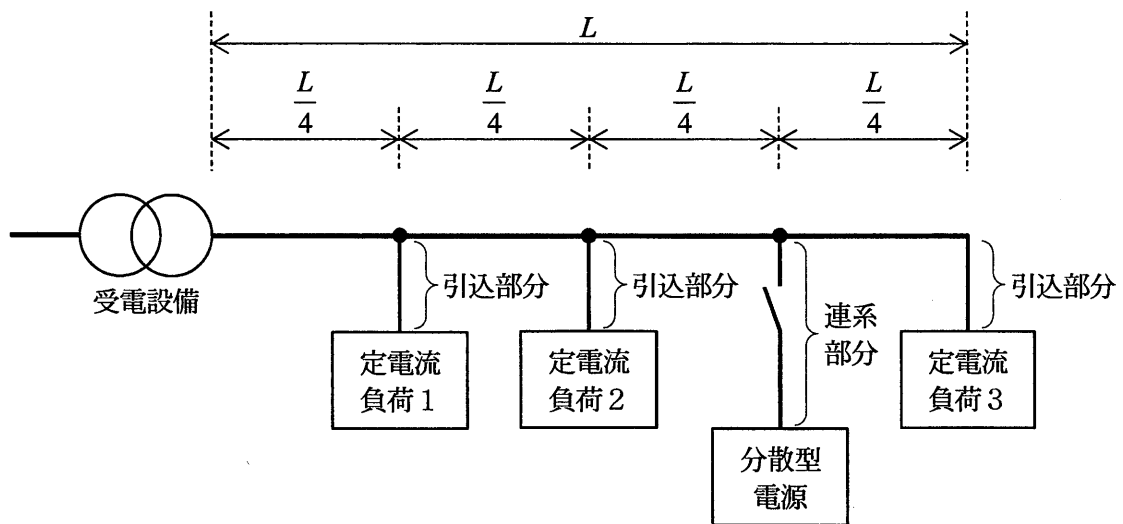 L
L/4 L/4 L/4 L/4
受電設備
引込部分
引込部分
連系
部分
引込部分
定電流
負荷1
定電流
負荷2
定電流
負荷3
分散型
電源